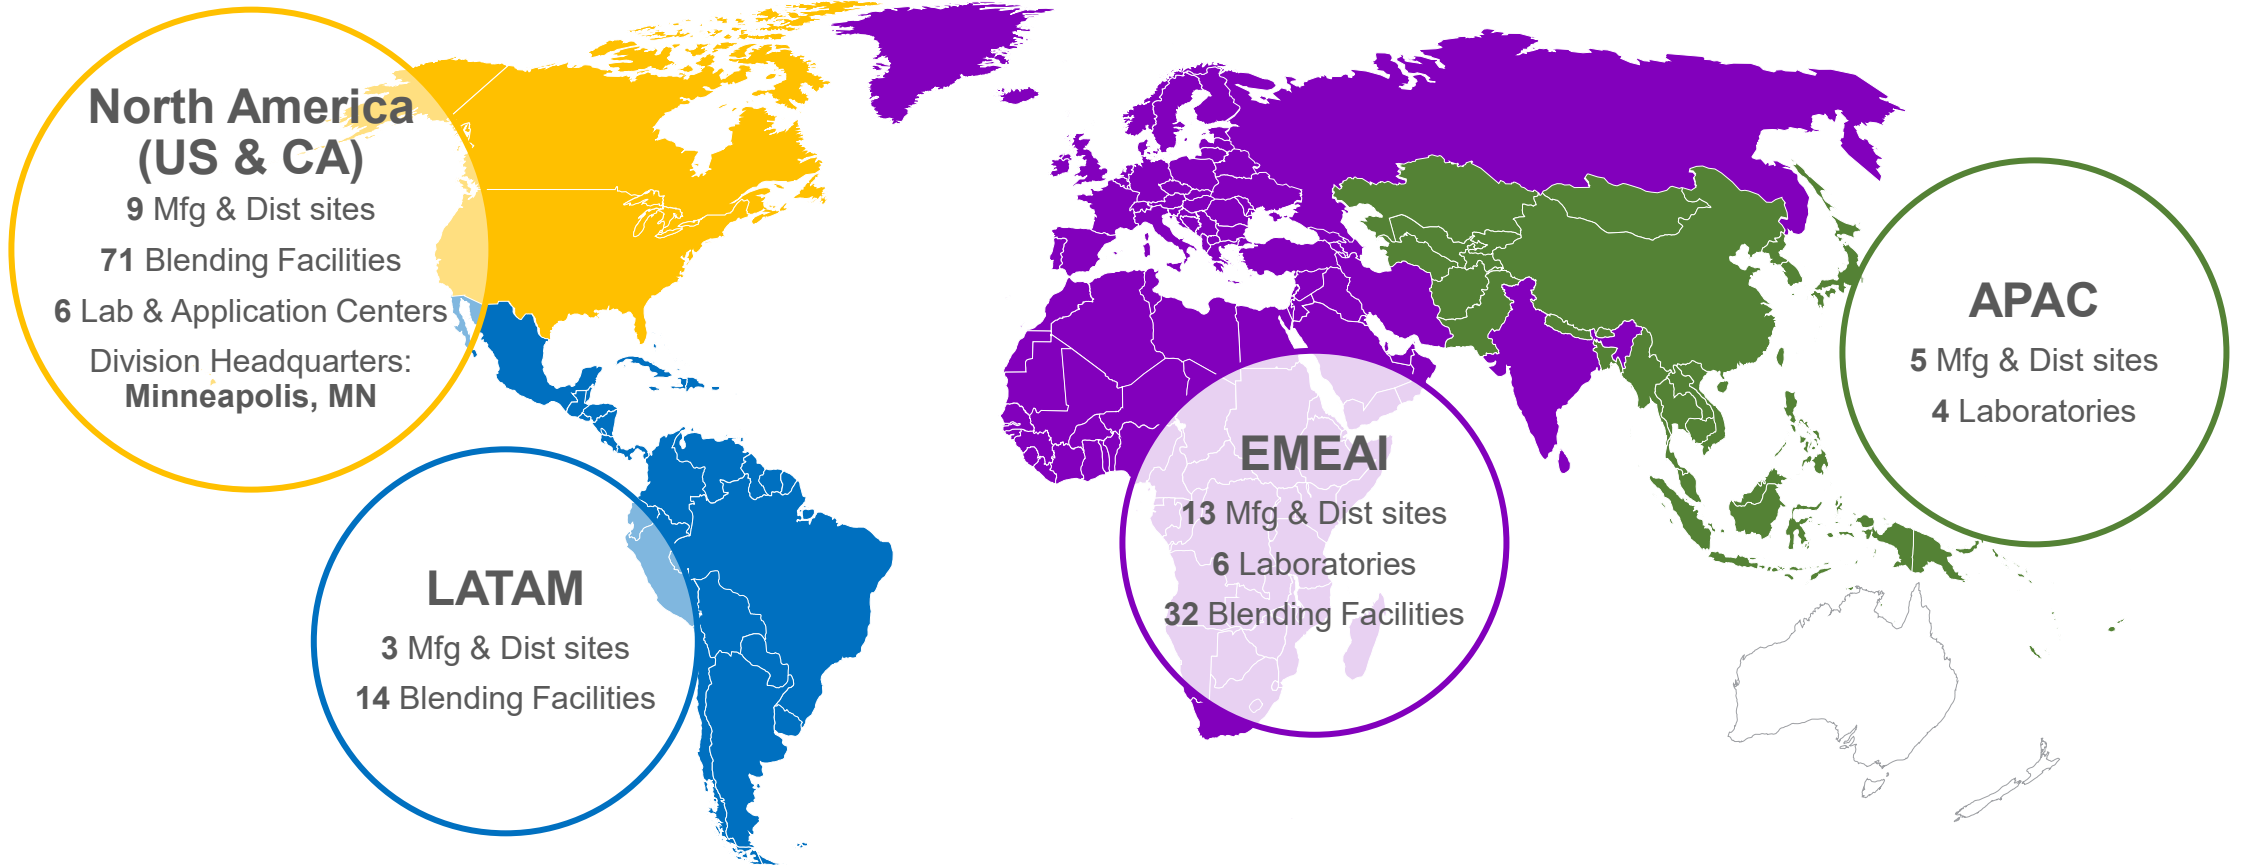 North America
(US & CA)
9 Mfg & Dist sites
71 Blending Facilities
6 Lab & Application Centers
Division Headquarters:
Minneapolis, MN
LATAM
3 Mfg & Dist sites
14 Blending Facilities
EMEAI
13 Mfg & Dist sites
6 Laboratories
32 Blending Facilities
APAC
5 Mfg & Dist sites
4 Laboratories